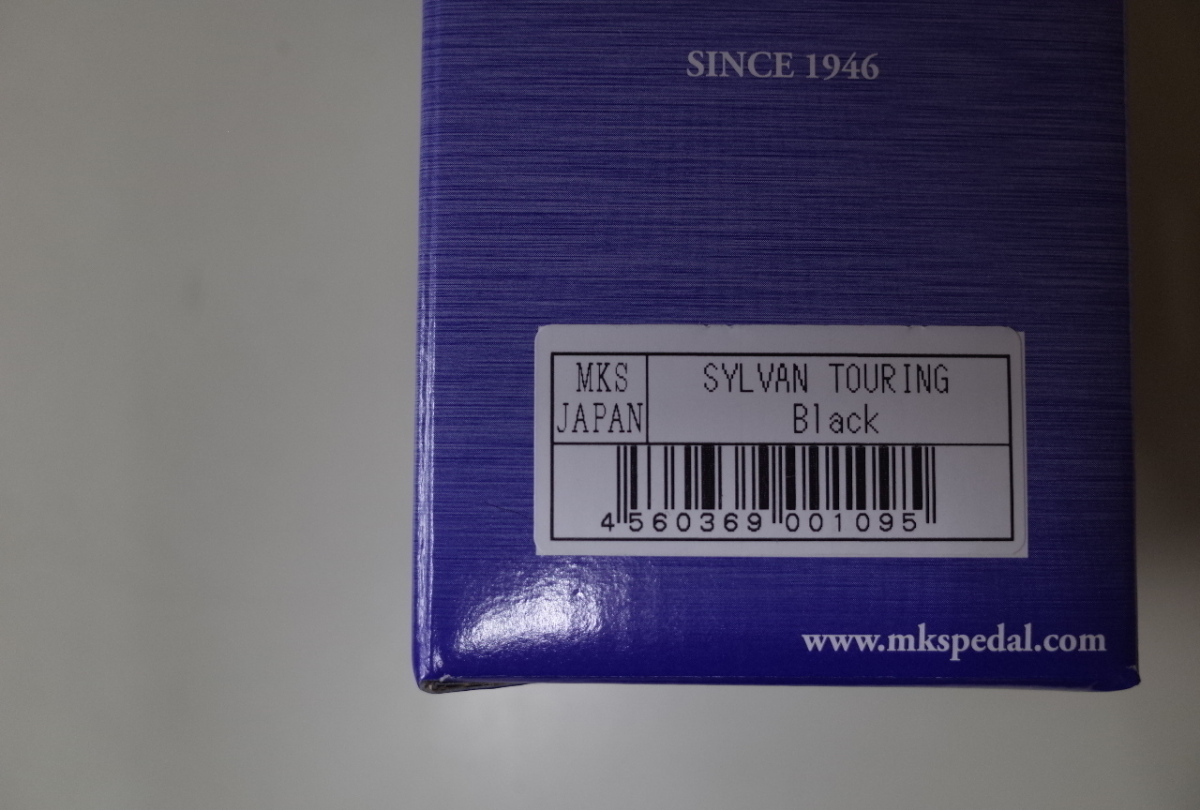 SINCE 1946
MKS
JAPAN
SYLVAN TOURING
Black
4 560369 001095
www.mkspedal.com